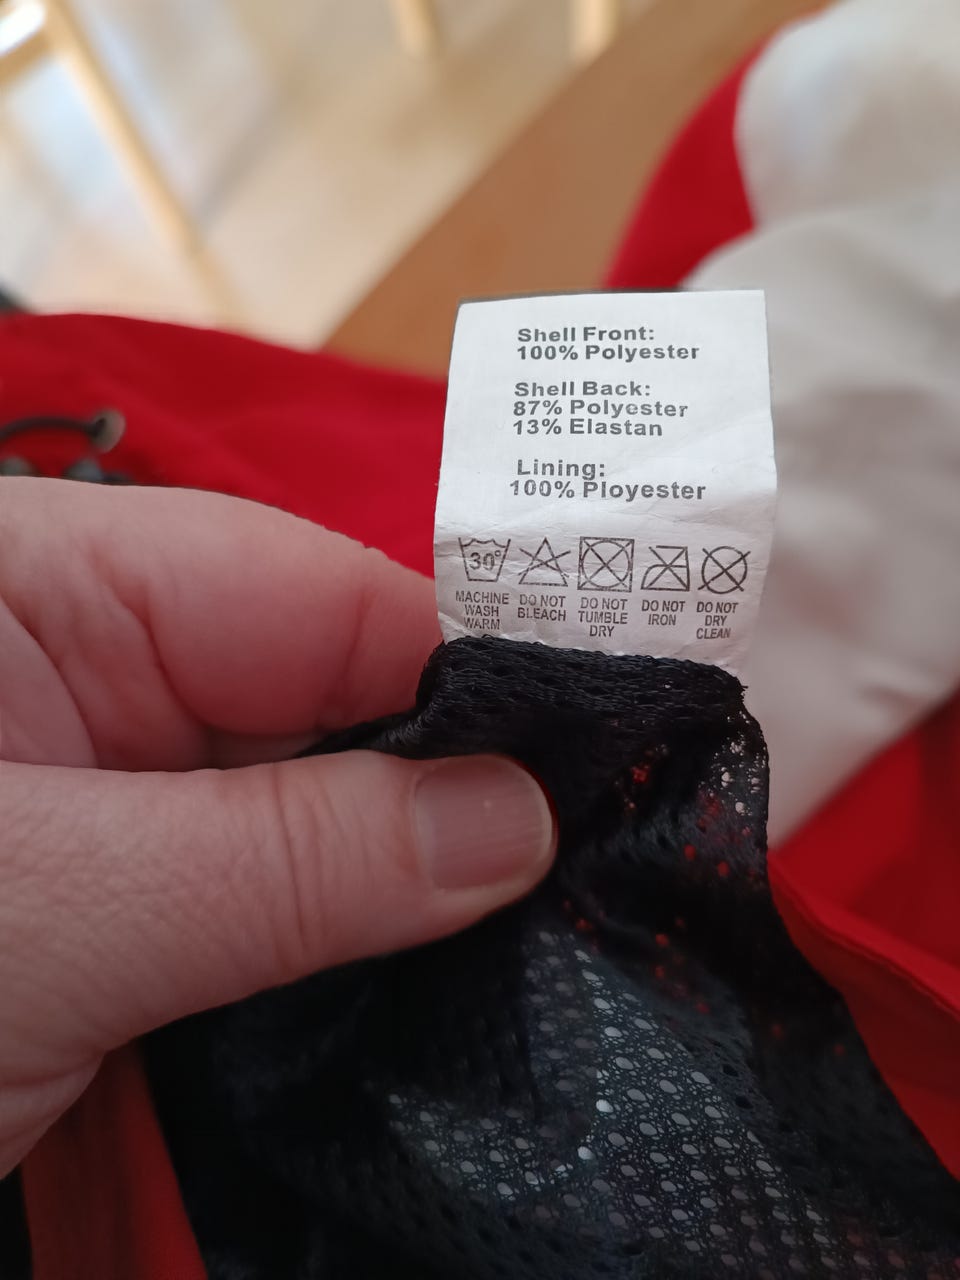 Shell Front:
100% Polyester
Shell Back:
87% Polyester
13% Elastan
Lining:
100% Ployester
30°
MACHINE WASH WARM
DO NOT BLEACH
DO NOT TUMBLE DRY
DO NOT IRON
DO NOT DRY CLEAN